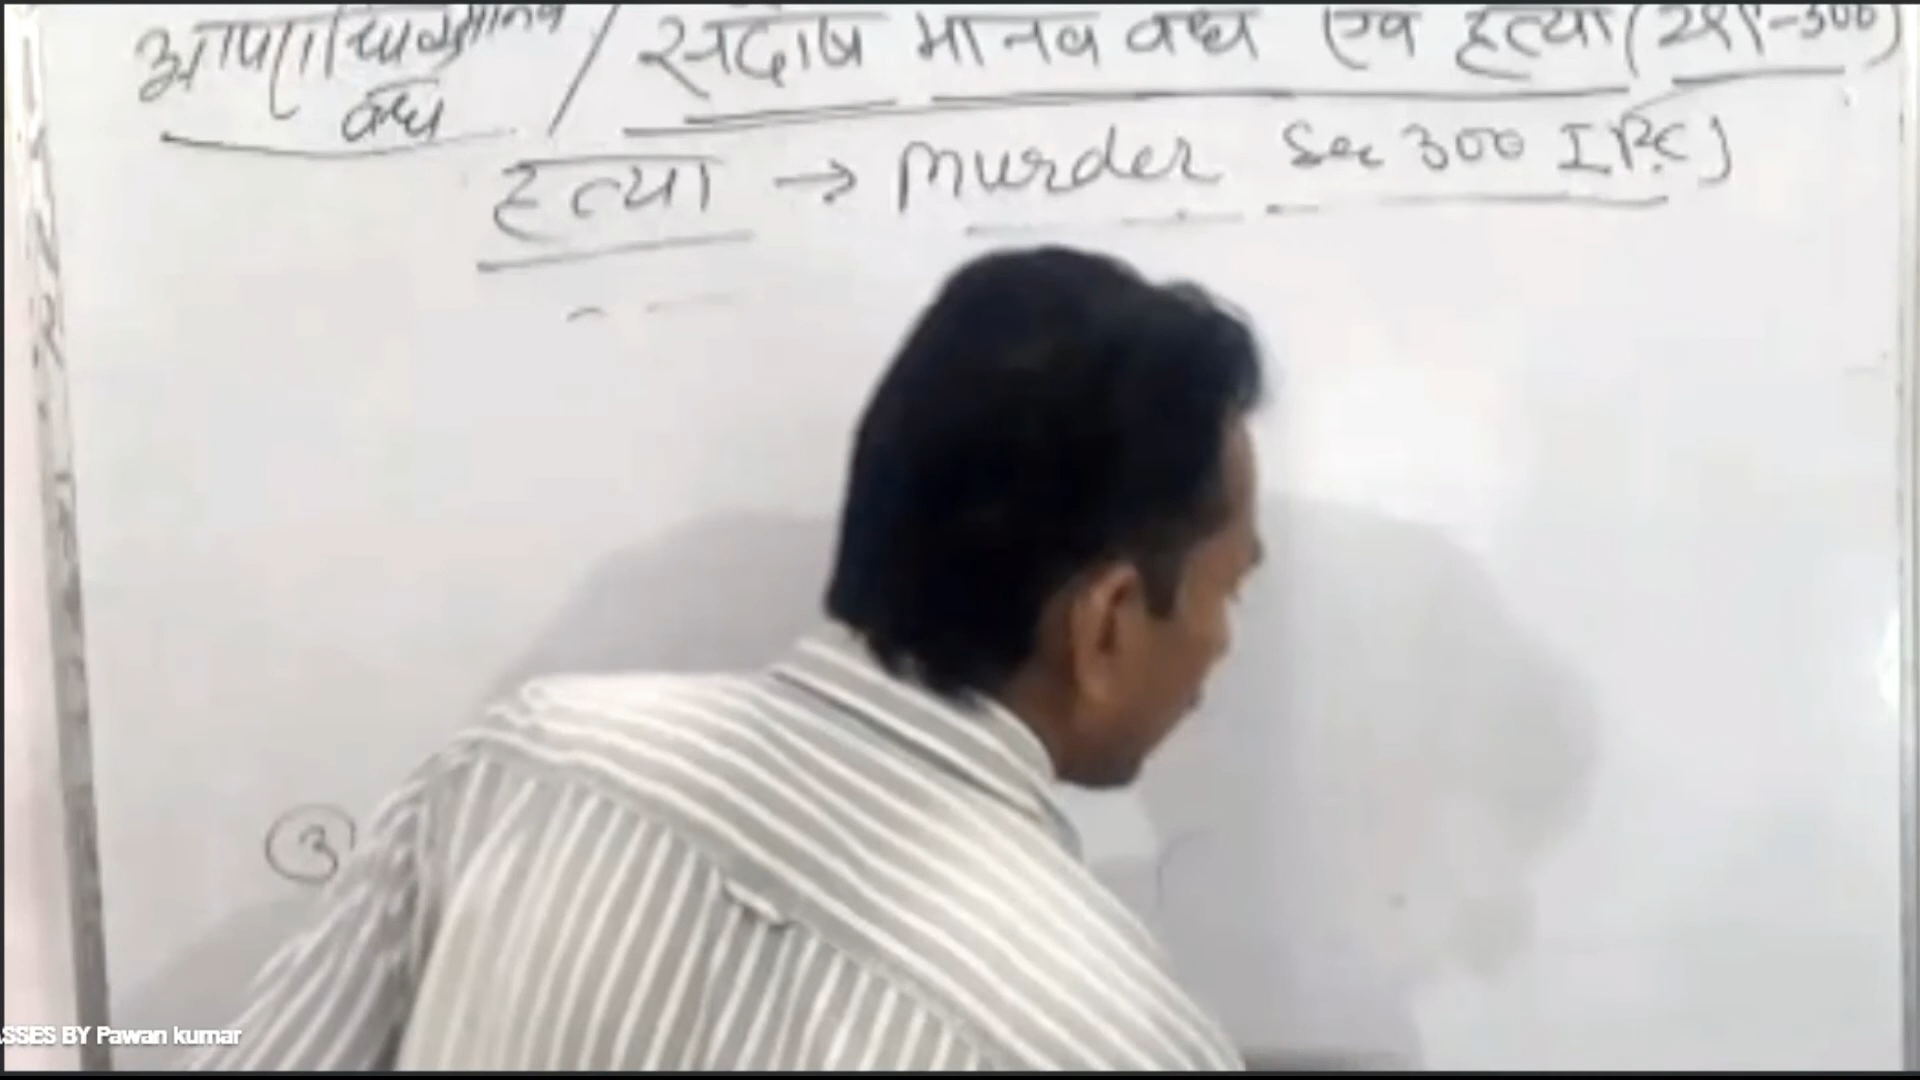 आपराधिक मानव / सदोष मानव वध एवं हत्या (299-300)
वध
हत्या → Murder Sec 300 IPC]
3
ASSES BY Pawan kumar